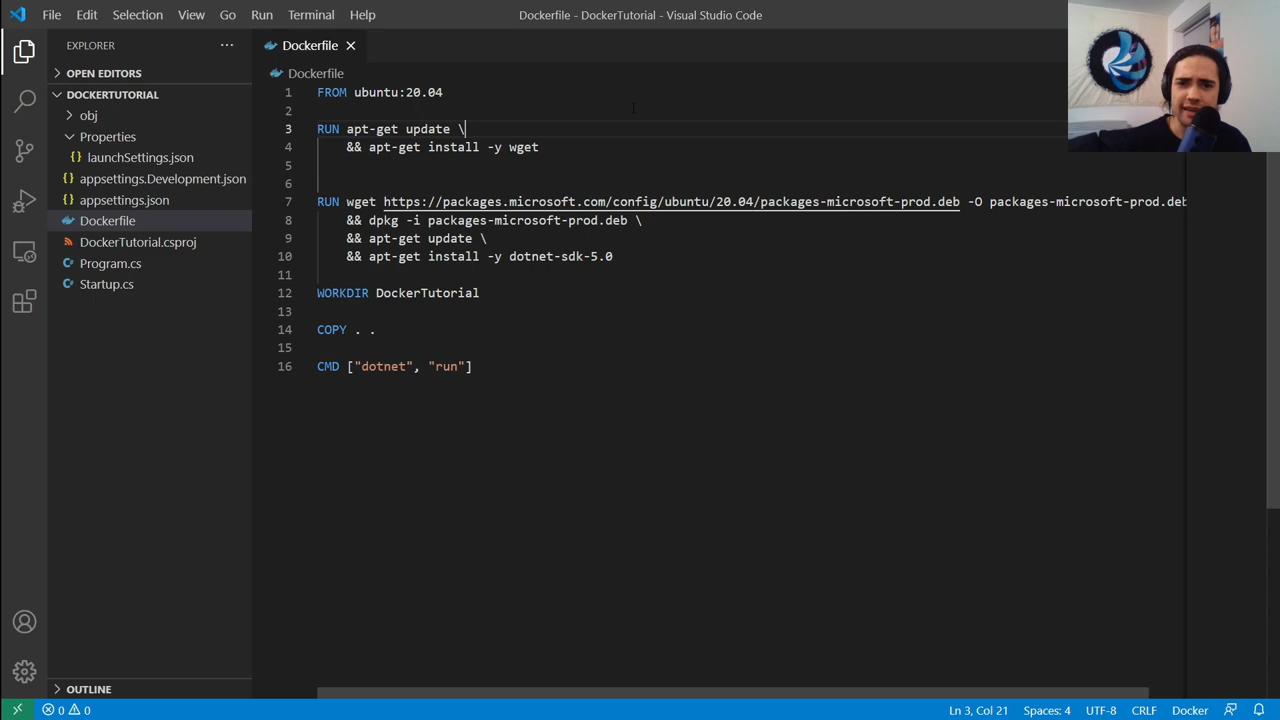 File Edit Selection View Go Run Terminal Help
Dockerfile - DockerTutorial - Visual Studio Code
EXPLORER
OPEN EDITORS
DOCKERTUTORIAL
obj
Properties
{} launchSettings.json
{} appsettings.Development.json
{} appsettings.json
Dockerfile
DockerTutorial.csproj
Program.cs
Startup.cs
OUTLINE
Dockerfile
Dockerfile
1 FROM ubuntu:20.04
2
3 RUN apt-get update \
4 && apt-get install -y wget
5
6
7 RUN wget https://packages.microsoft.com/config/ubuntu/20.04/packages-microsoft-prod.deb -O packages-microsoft-prod.deb
8 && dpkg -i packages-microsoft-prod.deb \
9 && apt-get update \
10 && apt-get install -y dotnet-sdk-5.0
11
12 WORKDIR DockerTutorial
13
14 COPY . .
15
16 CMD ["dotnet", "run"]
0 0
Ln 3, Col 21 Spaces: 4 UTF-8 CRLF Docker